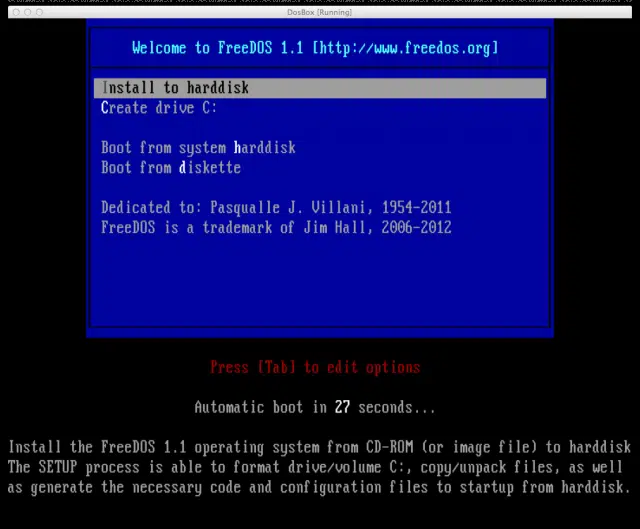 DosBox [Running]
Welcome to FreeDOS 1.1 [http://www.freedos.org]
Install to harddisk
Create drive C:
Boot from system harddisk
Boot from diskette
Dedicated to: Pasqualle J. Villani, 1954-2011
FreeDOS is a trademark of Jim Hall, 2006-2012
Press [Tab] to edit options
Automatic boot in 27 seconds...
Install the FreeDOS 1.1 operating system from CD-ROM (or image file) to harddisk
The SETUP process is able to format drive/volume C:, copy/unpack files, as well
as generate the necessary code and configuration files to startup from harddisk.